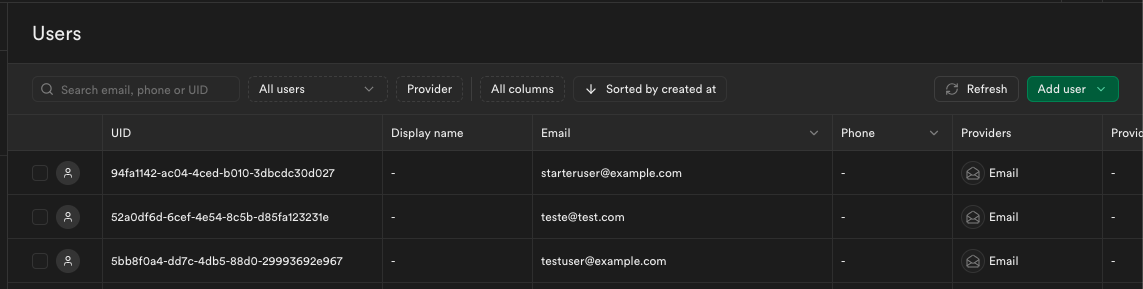 Users
Search email, phone or UID All users Provider All columns Sorted by created at Refresh Add user
UID Display name Email Phone Providers
94fa1142-ac04-4ced-b010-3dbcdc30d027 - starteruser@example.com - Email -
52a0df6d-6cef-4e54-8c5b-d85fa123231e - teste@test.com - Email -
5bb8f0a4-dd7c-4db5-88d0-29993692e967 - testuser@example.com - Email -